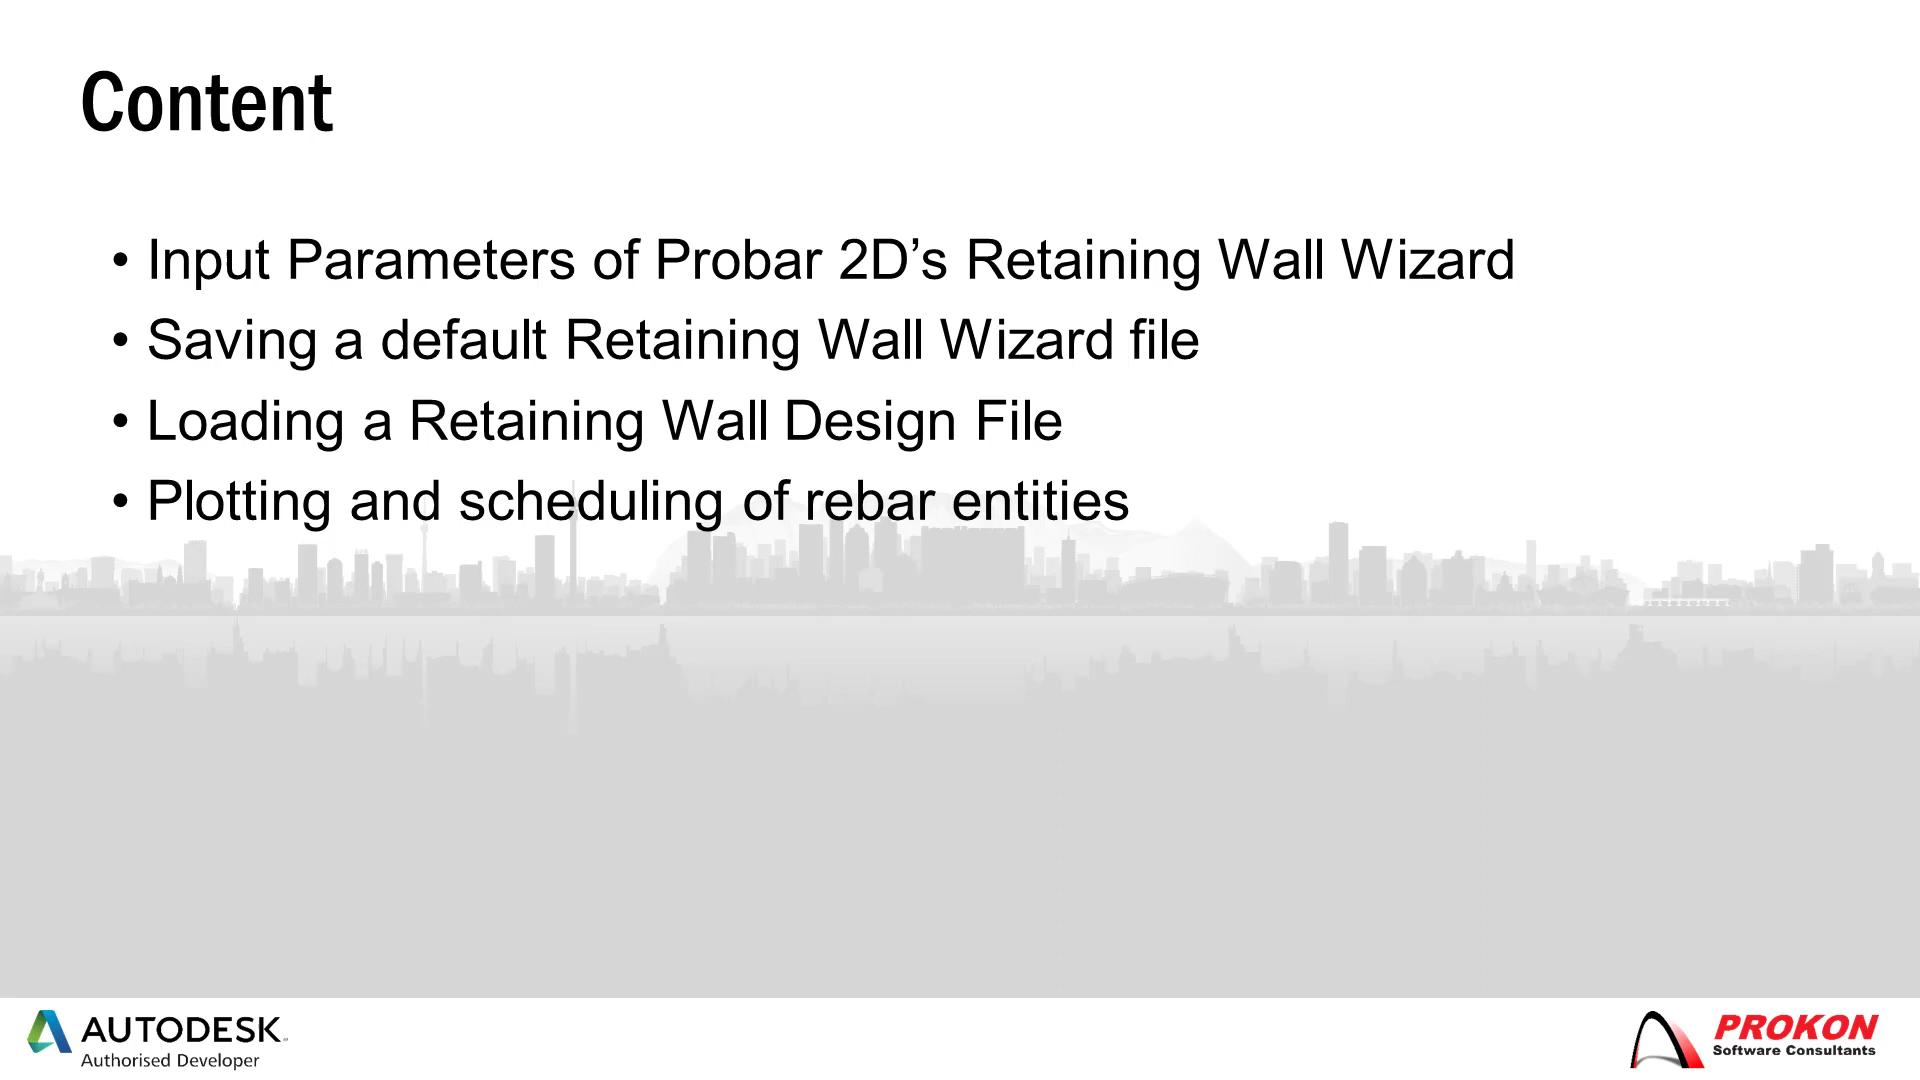 Content
• Input Parameters of Probar 2D’s Retaining Wall Wizard
• Saving a default Retaining Wall Wizard file
• Loading a Retaining Wall Design File
• Plotting and scheduling of rebar entities
AUTODESK
Authorised Developer
PROKON
Software Consultants